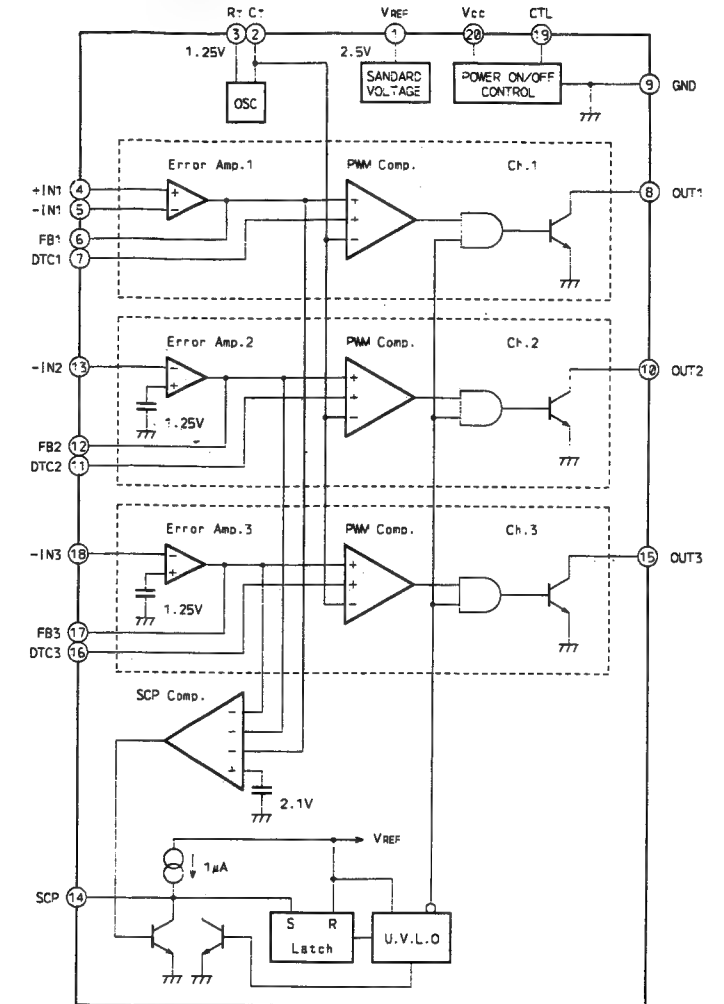 RT CT VREF VCC CTL
3 2 1 20 19
1.25V 2.5V
OSC
SANDARD
VOLTAGE
POWER ON/OFF
CONTROL
9 GND
Error Amp.1 PWM Comp. Ch.1
+IN1 4
-IN1 5
FB1 6
DTC1 7
+ - + + -
8 OUT1
Error Amp.2 PWM Comp. Ch.2
-IN2 13
- + + + -
1.25V
FB2 12
DTC2 11
10 OUT2
Error Amp.3 PWM Comp. Ch.3
-IN3 18
- + + + -
1.25V
FB3 17
DTC3 16
15 OUT3
SCP Comp.
- - - +
2.1V
VREF
1μA
SCP 14
S R
Latch
U.V.L.O